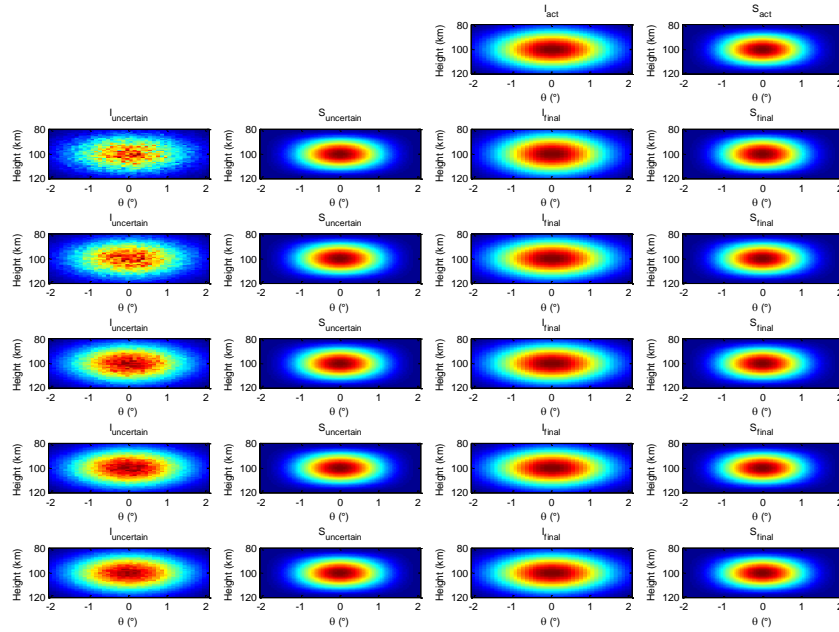 I_act S_act
80
100
120
Height (km)
-2 -1 0 1 2
θ (°)
80
100
120
Height (km)
-2 -1 0 1 2
θ (°)
I_uncertain S_uncertain I_final S_final
80
100
120
Height (km)
-2 -1 0 1 2
θ (°)
80
100
120
Height (km)
-2 -1 0 1 2
θ (°)
80
100
120
Height (km)
-2 -1 0 1 2
θ (°)
80
100
120
Height (km)
-2 -1 0 1 2
θ (°)
I_uncertain S_uncertain I_final S_final
80
100
120
Height (km)
-2 -1 0 1 2
θ (°)
80
100
120
Height (km)
-2 -1 0 1 2
θ (°)
80
100
120
Height (km)
-2 -1 0 1 2
θ (°)
80
100
120
Height (km)
-2 -1 0 1 2
θ (°)
I_uncertain S_uncertain I_final S_final
80
100
120
Height (km)
-2 -1 0 1 2
θ (°)
80
100
120
Height (km)
-2 -1 0 1 2
θ (°)
80
100
120
Height (km)
-2 -1 0 1 2
θ (°)
80
100
120
Height (km)
-2 -1 0 1 2
θ (°)
I_uncertain S_uncertain I_final S_final
80
100
120
Height (km)
-2 -1 0 1 2
θ (°)
80
100
120
Height (km)
-2 -1 0 1 2
θ (°)
80
100
120
Height (km)
-2 -1 0 1 2
θ (°)
80
100
120
Height (km)
-2 -1 0 1 2
θ (°)
I_uncertain S_uncertain I_final S_final
80
100
120
Height (km)
-2 -1 0 1 2
θ (°)
80
100
120
Height (km)
-2 -1 0 1 2
θ (°)
80
100
120
Height (km)
-2 -1 0 1 2
θ (°)
80
100
120
Height (km)
-2 -1 0 1 2
θ (°)